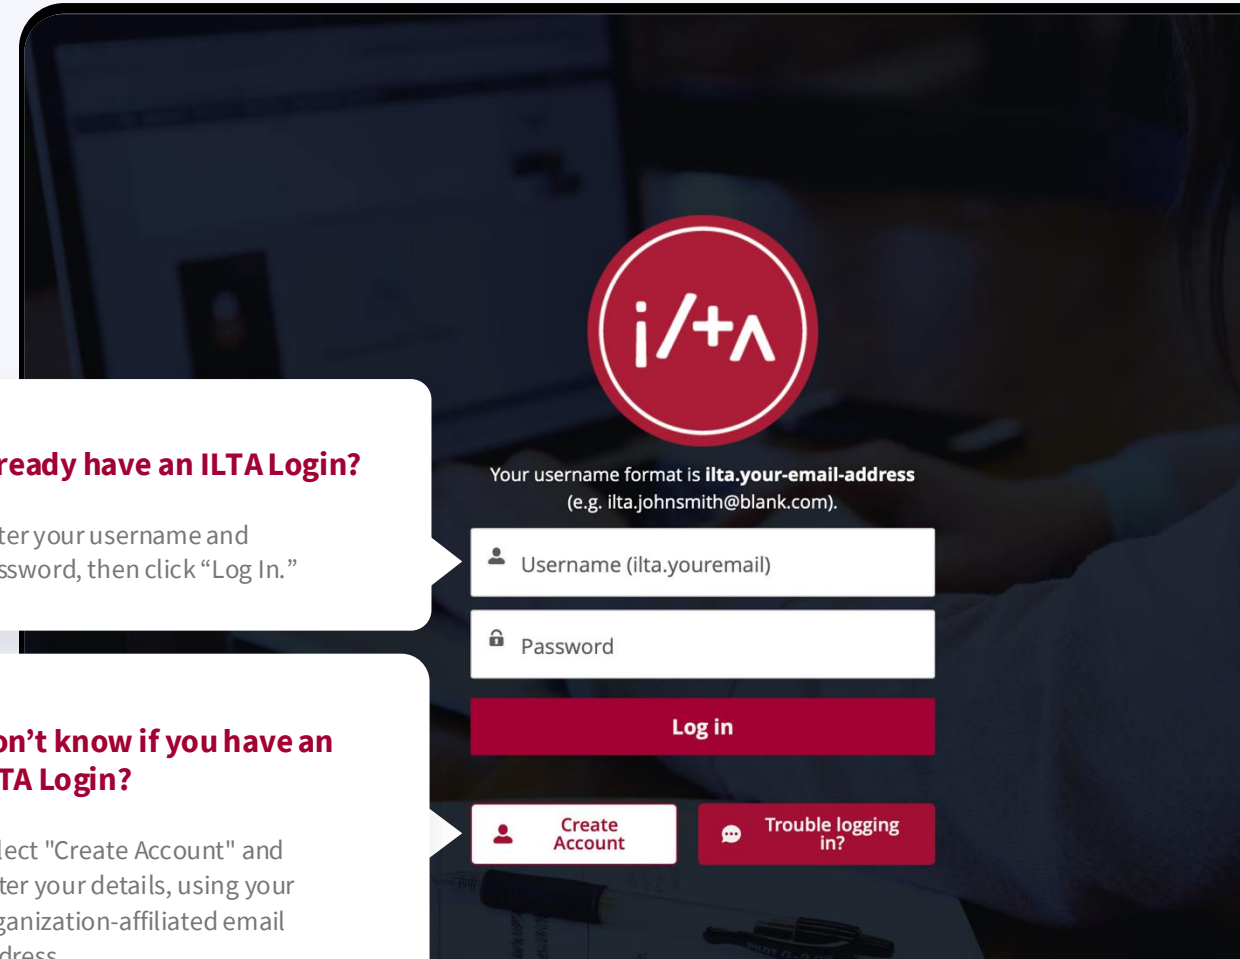 ilta
Your username format is ilta.your-email-address
(e.g. ilta.johnsmith@blank.com).
ready have an ILTA Login?
ter your username and
ssword, then click “Log In.”
Username (ilta.youremail)
Password
Log in
on’t know if you have an
TA Login?
lect "Create Account" and
ter your details, using your
ganization-affiliated email
dress
Create
Account
Trouble logging
in?